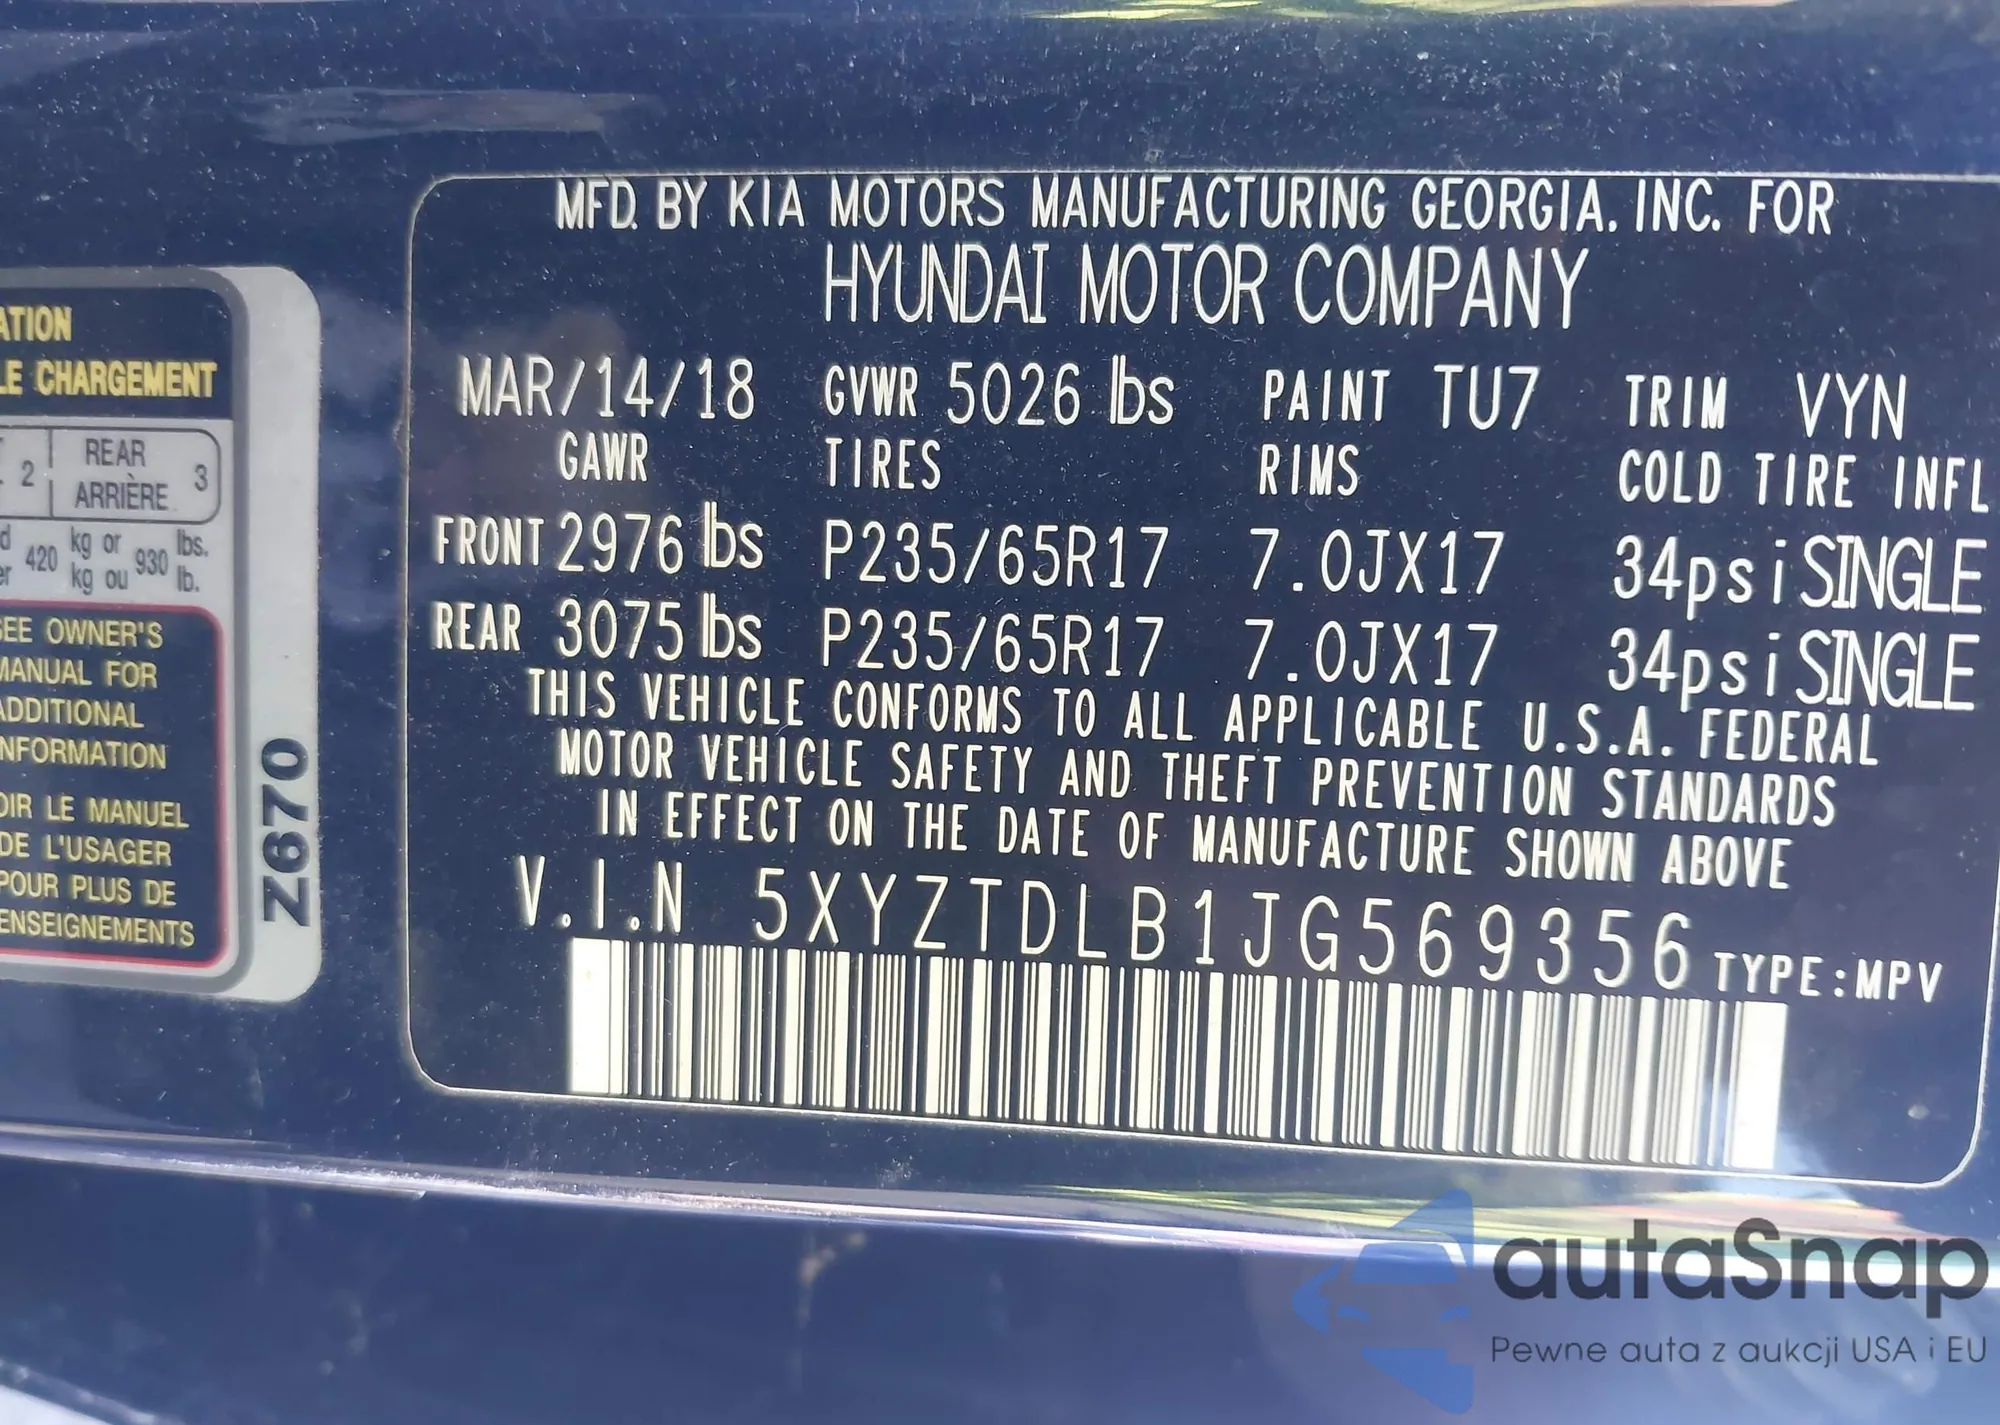 ATION
LE CHARGEMENT
2 REAR 3
ARRIÈRE
420 kg or 930 lbs.
kg ou lb.
SEE OWNER'S
MANUAL FOR
ADDITIONAL
INFORMATION
OIR LE MANUEL
DE L'USAGER
POUR PLUS DE
ENSEIGNEMENTS
Z670
MFD. BY KIA MOTORS MANUFACTURING GEORGIA. INC. FOR
HYUNDAI MOTOR COMPANY
MAR/14/18 GVWR 5026 lbs PAINT TU7 TRIM VYN
GAWR TIRES RIMS COLD TIRE INFL
FRONT 2976 lbs P235/65R17 7.0JX17 34psi SINGLE
REAR 3075 lbs P235/65R17 7.0JX17 34psi SINGLE
THIS VEHICLE CONFORMS TO ALL APPLICABLE U.S.A. FEDERAL
MOTOR VEHICLE SAFETY AND THEFT PREVENTION STANDARDS
IN EFFECT ON THE DATE OF MANUFACTURE SHOWN ABOVE
V.I.N 5XYZTDLB1JG569356 TYPE:MPV
autaSnap
Pewne auta z aukcji USA i EU